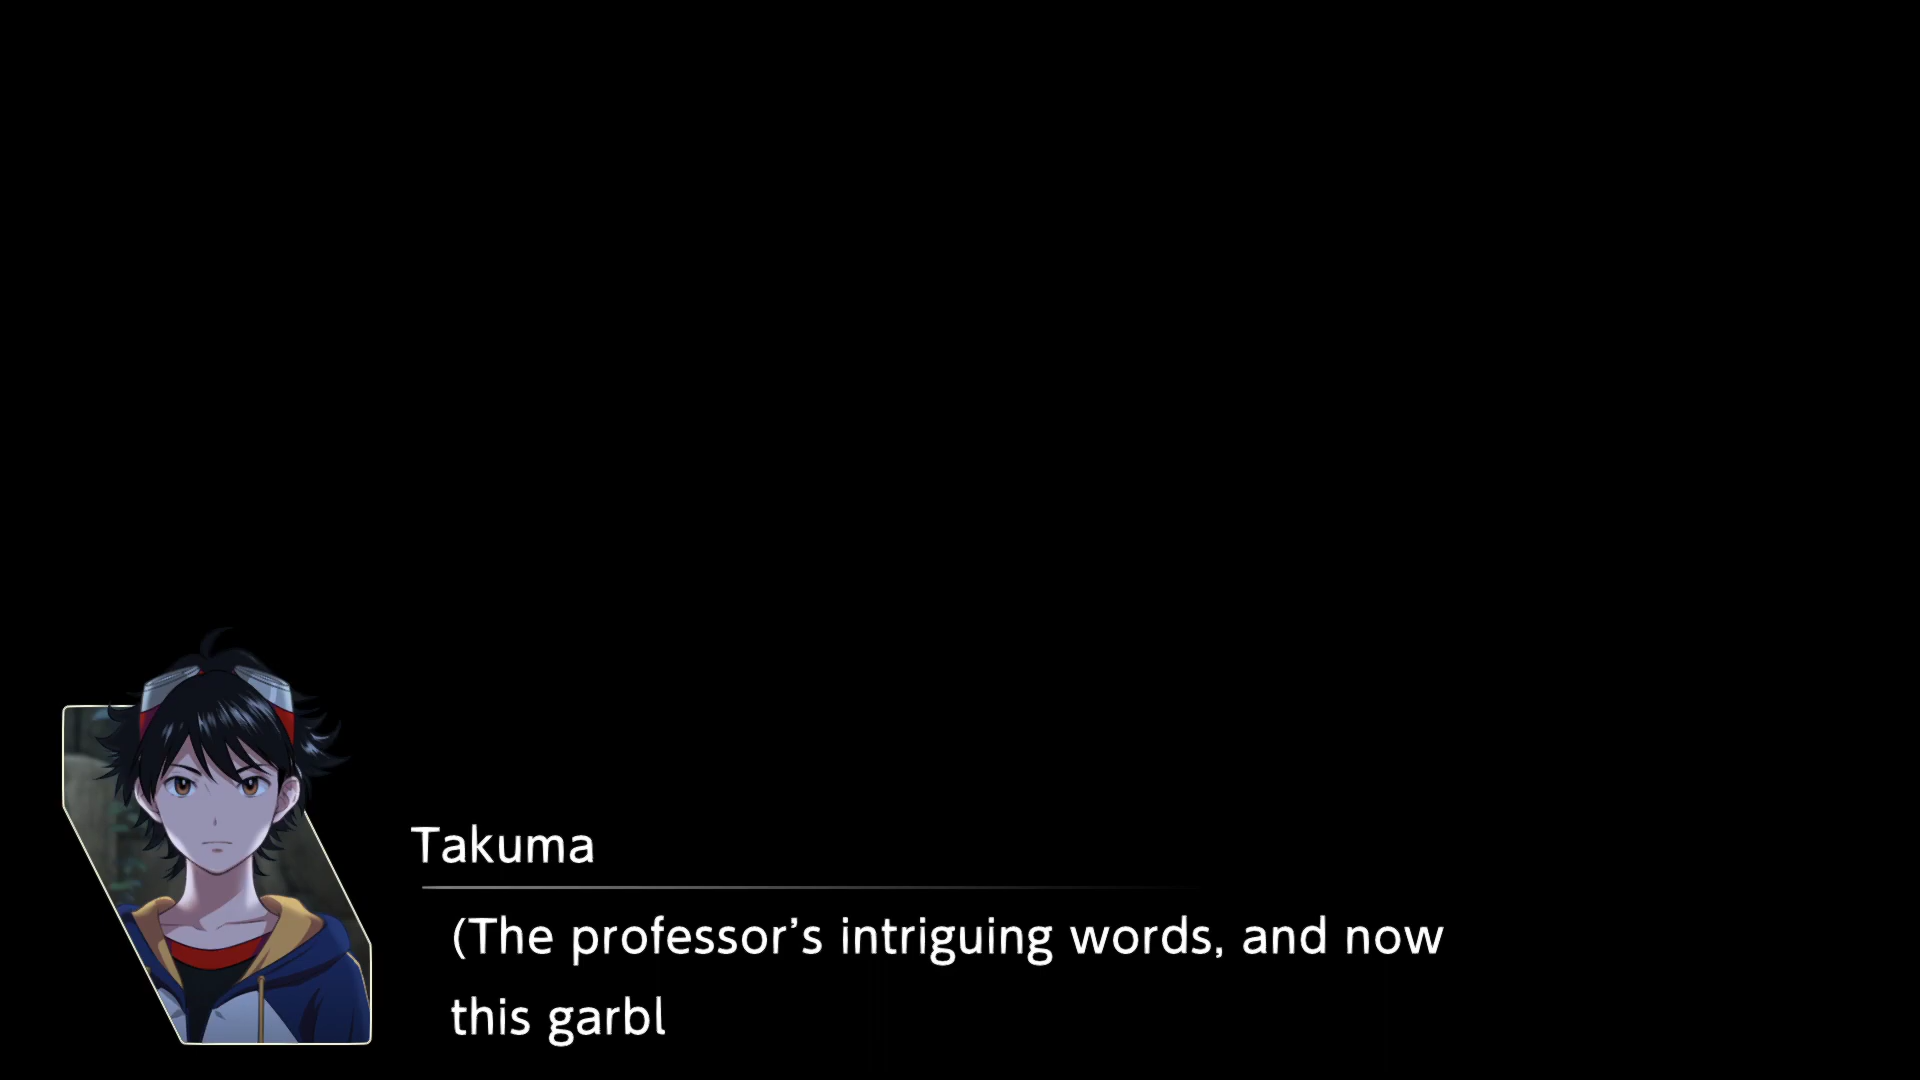 Takuma
(The professor’s intriguing words, and now
this garbl